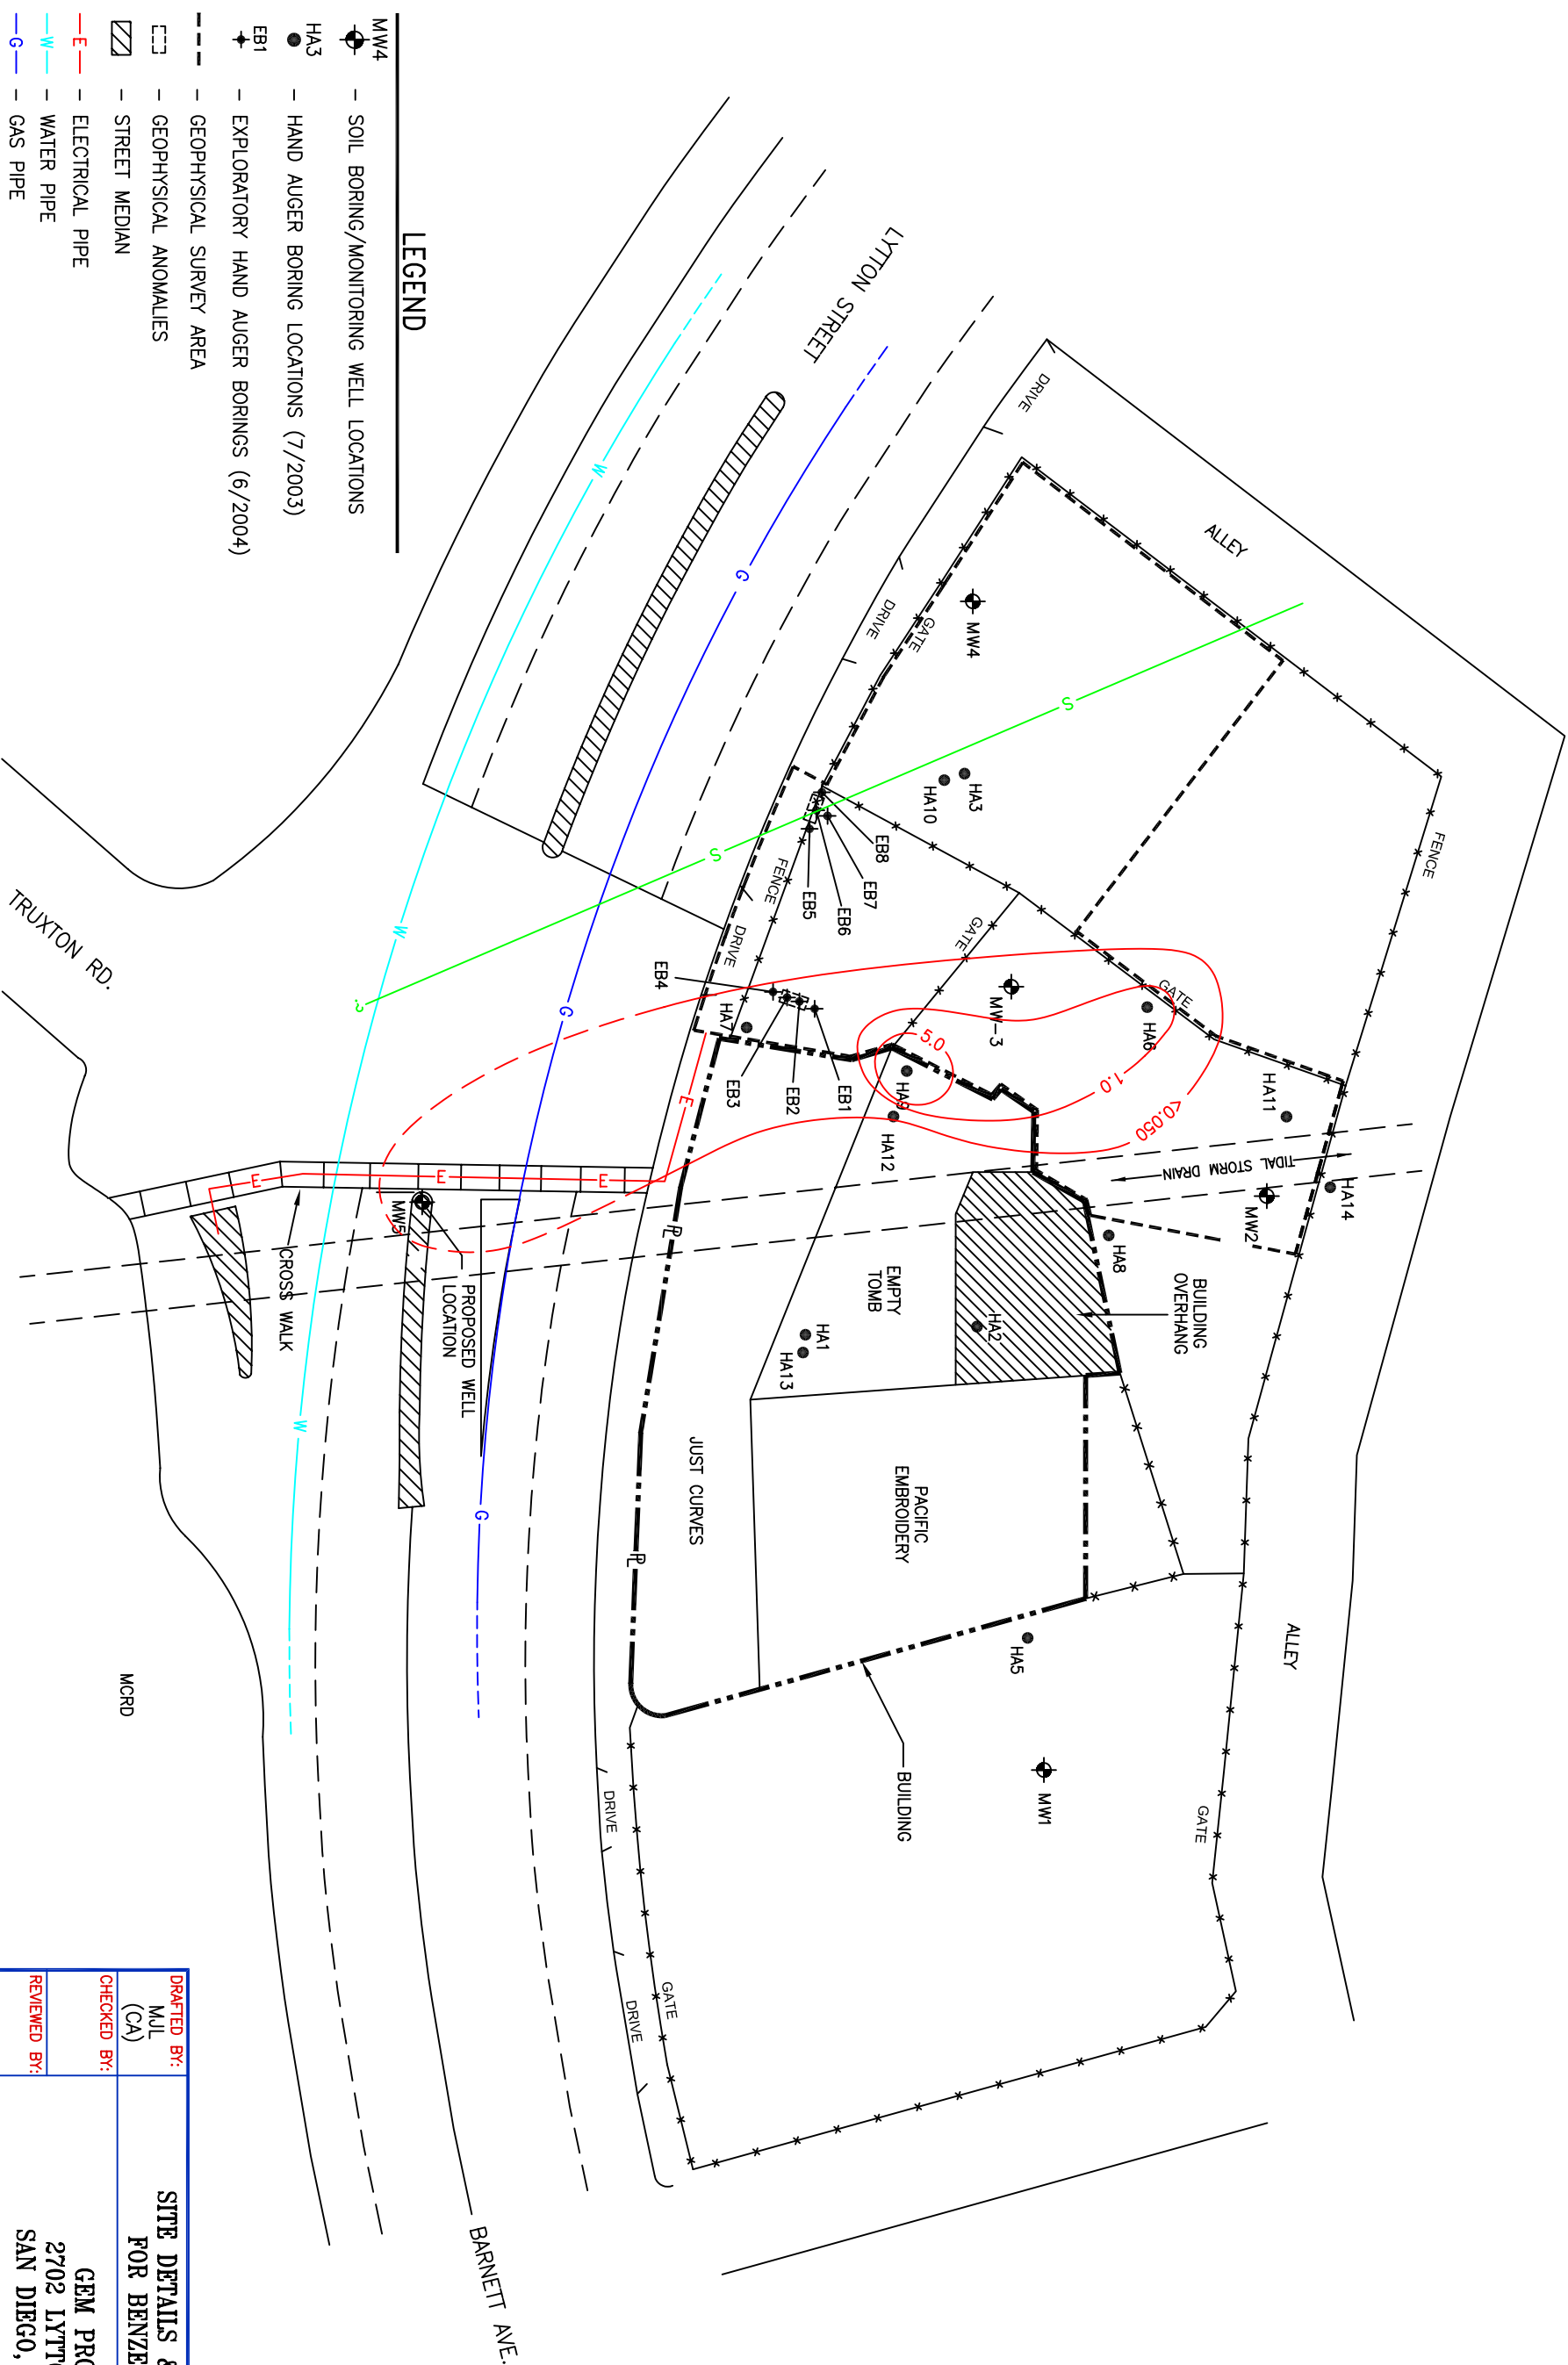 LEGEND
MW4
- SOIL BORING/MONITORING WELL LOCATIONS
HA3
- HAND AUGER BORING LOCATIONS (7/2003)
EB1
- EXPLORATORY HAND AUGER BORINGS (6/2004)
- GEOPHYSICAL SURVEY AREA
- GEOPHYSICAL ANOMALIES
- STREET MEDIAN
E - ELECTRICAL PIPE
W - WATER PIPE
G - GAS PIPE
LYTTON STREET
DRIVE
ALLEY
DRIVE
GATE
MW4
S
HA3
HA10
FENCE
W
G
EB8
EB7
EB6
EB5
FENCE
DRIVE
S
GATE
MW-3
GATE
HA6
HA11
EB4
HA7
EB3
EB2
EB1
5.0
HA9
HA12
1.0
<0.050
TIDAL STORM DRAIN
HA14
MW2
HA8
BUILDING
OVERHANG
EMPTY
TOMB
HA2
HA1
HA13
W
?
G
E
E
E
E
MW5
PROPOSED WELL
LOCATION
CROSS WALK
TRUXTON RD.
PL
PL
JUST CURVES
PACIFIC
EMBROIDERY
W
G
HA5
ALLEY
BUILDING
MW1
GATE
MCRD
DRIVE
GATE
DRIVE
BARNETT AVE.
DRAFTED BY:
MJL
(CA)
CHECKED BY:
REVIEWED BY:
SITE DETAILS &
FOR BENZE
GEM PRO
2702 LYTTO
SAN DIEGO,